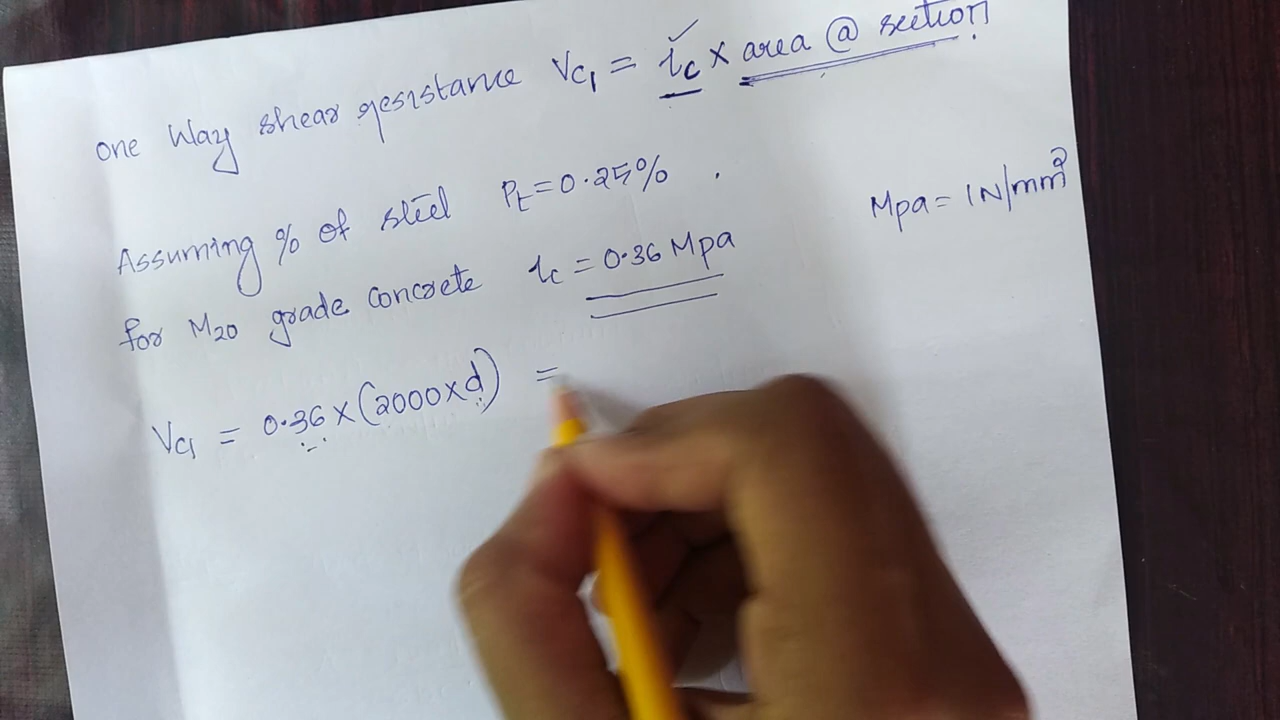 one Way shear resistance Vc1 = τc × area @ section
Assuming % of steel Pt = 0.25% .
Mpa = 1N/mm²
for M20 grade concrete τc = 0.36 Mpa
Vc1 = 0.36 × (2000×d) =